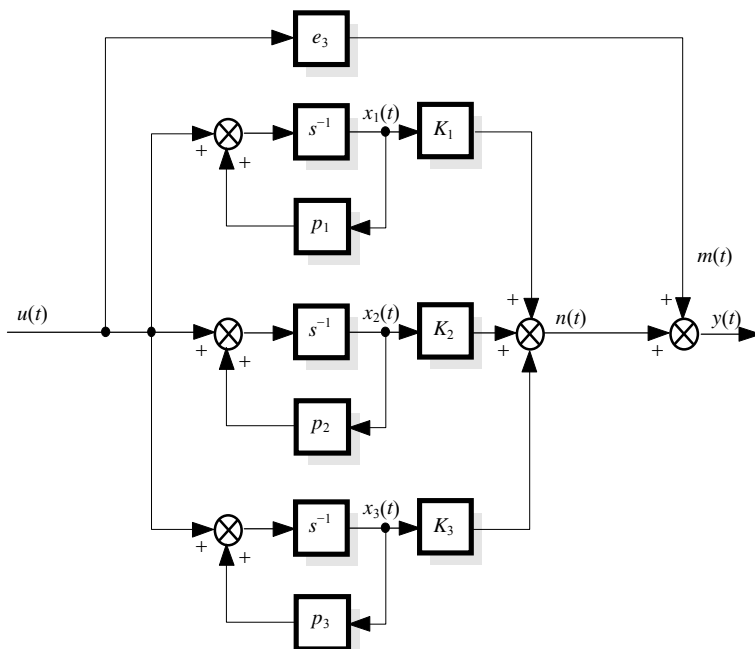 e₃
s⁻¹
x₁(t)
K₁
+
+
p₁
+
m(t)
+
u(t)
s⁻¹
x₂(t)
K₂
n(t)
y(t)
+
+
+
+
p₂
s⁻¹
x₃(t)
K₃
+
+
p₃